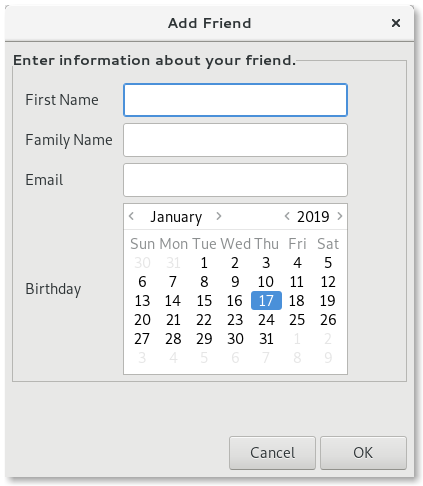 Add Friend ×
Enter information about your friend.
First Name
Family Name
Email
< January > < 2019 >
Sun Mon Tue Wed Thu Fri Sat
30 31 1 2 3 4 5
6 7 8 9 10 11 12
Birthday
13 14 15 16 17 18 19
20 21 22 23 24 25 26
27 28 29 30 31 1 2
3 4 5 6 7 8 9
Cancel OK